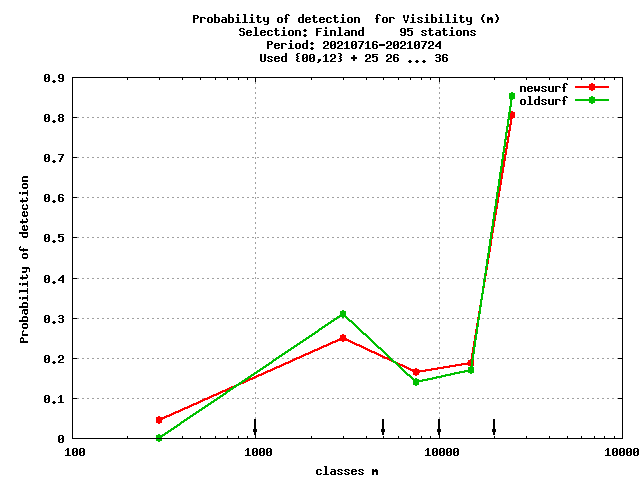 Probability of detection  for Visibility (m)
Selection: Finland     95 stations
Period: 20210716-20210724
Used {00,12} + 25 26 ... 36
newsurf
oldsurf
0.9
0.8
0.7
0.6
0.5
0.4
0.3
0.2
0.1
0
Probability of detection
100
1000
10000
10000
classes m